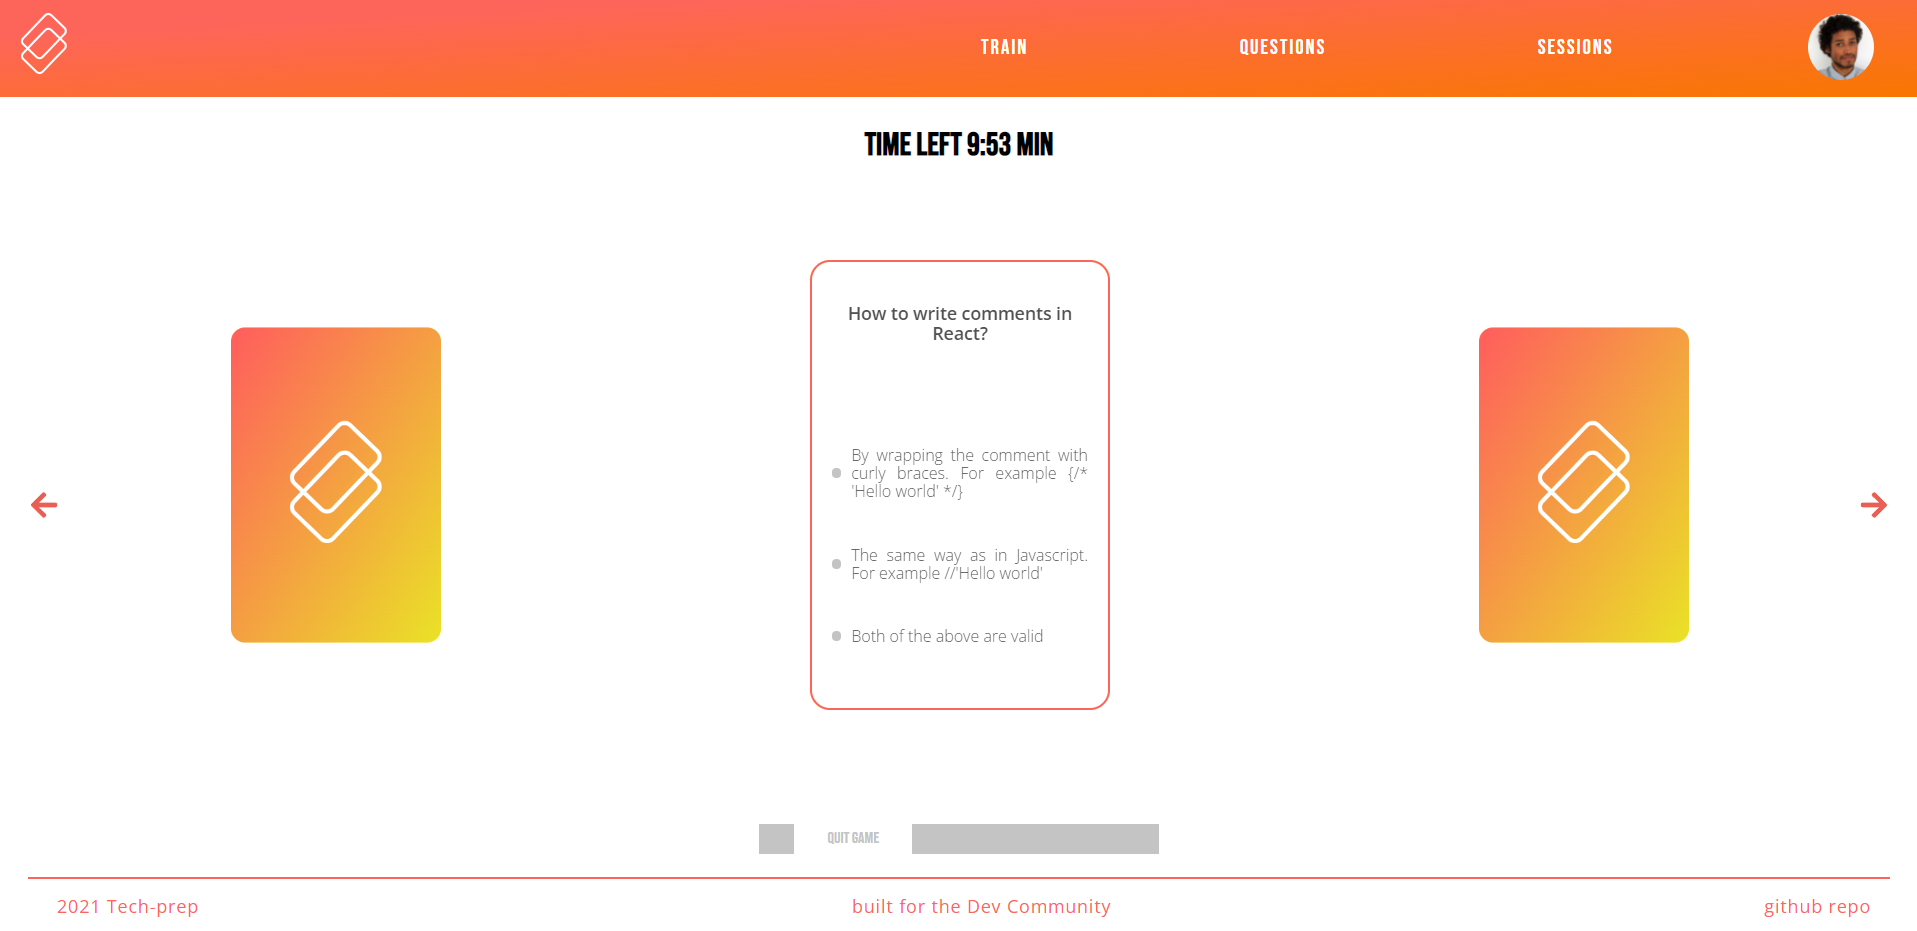 TRAIN QUESTIONS SESSIONS
TIME LEFT 9:53 MIN
How to write comments in
React?
By wrapping the comment with
curly braces. For example {/*
'Hello world' */}
The same way as in Javascript.
For example //'Hello world'
Both of the above are valid
QUIT GAME
2021 Tech-prep built for the Dev Community github repo